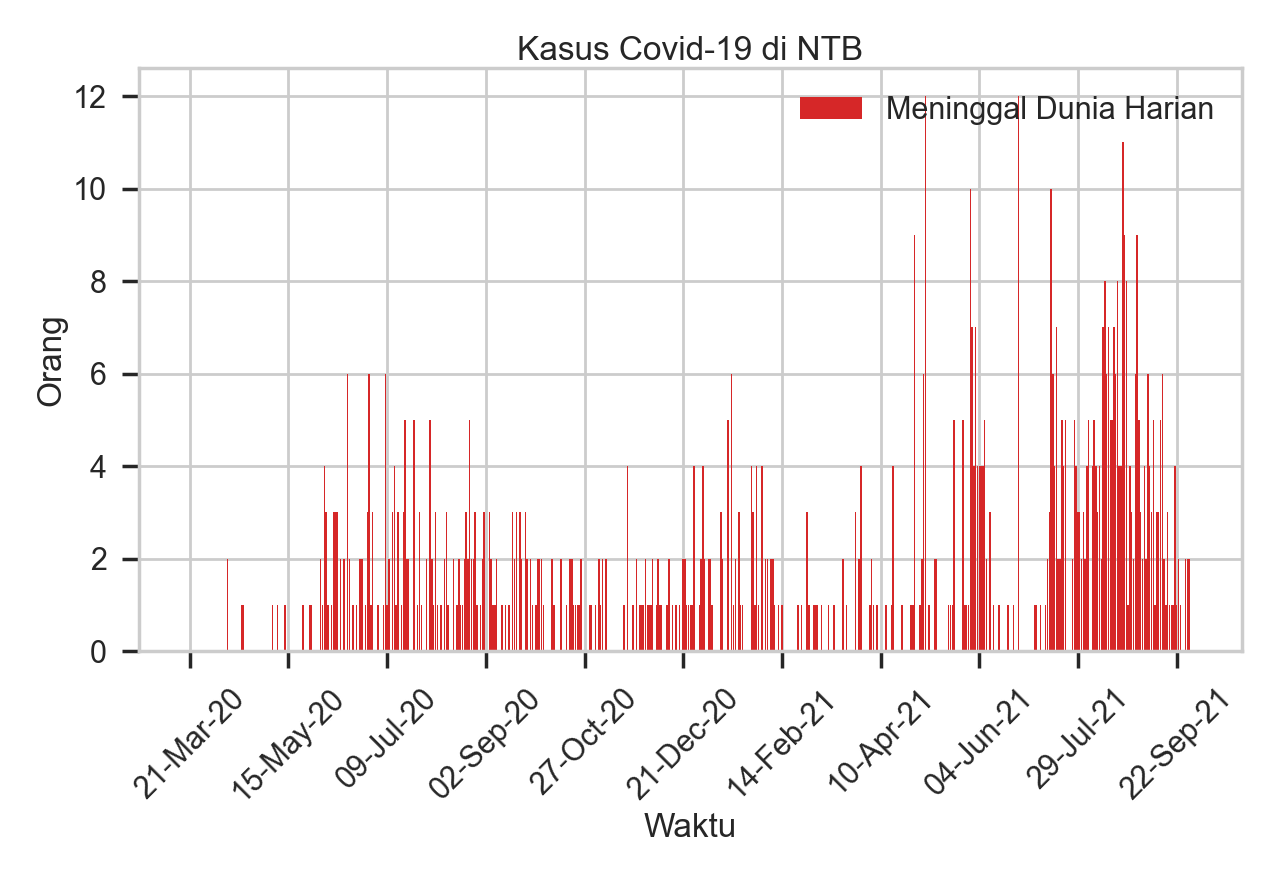 Kasus Covid-19 di NTB
Meninggal Dunia Harian
12
10
8
6
4
2
0
Orang
21-Mar-20
15-May-20
09-Jul-20
02-Sep-20
27-Oct-20
21-Dec-20
14-Feb-21
10-Apr-21
04-Jun-21
29-Jul-21
22-Sep-21
Waktu